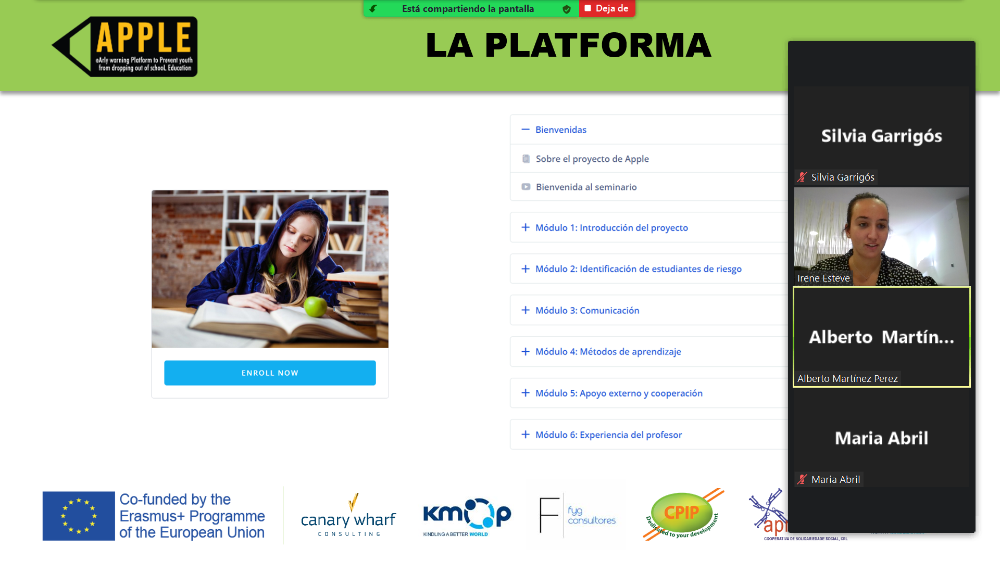 Está compartiendo la pantalla
Deja de
APPLE
eArly warning Platform to Prevent youth
from dropping out of schooL Education
LA PLATFORMA
Bienvenidas
Sobre el proyecto de Apple
Bienvenida al seminario
Módulo 1: Introducción del proyecto
Módulo 2: Identificación de estudiantes de riesgo
Módulo 3: Comunicación
Módulo 4: Métodos de aprendizaje
Módulo 5: Apoyo externo y cooperación
Módulo 6: Experiencia del profesor
ENROLL NOW
Silvia Garrigós
Silvia Garrigós
Irene Esteve
Alberto Martín...
Alberto Martínez Perez
Maria Abril
Maria Abril
Co-funded by the
Erasmus+ Programme
of the European Union
canary wharf
CONSULTING
kmop
KINDLING A BETTER WORLD
F
fyg
consultores
CPIP
Dedicated to your development
COOPERATIVA DE SOLIDARIEDADE SOCIAL, CRL